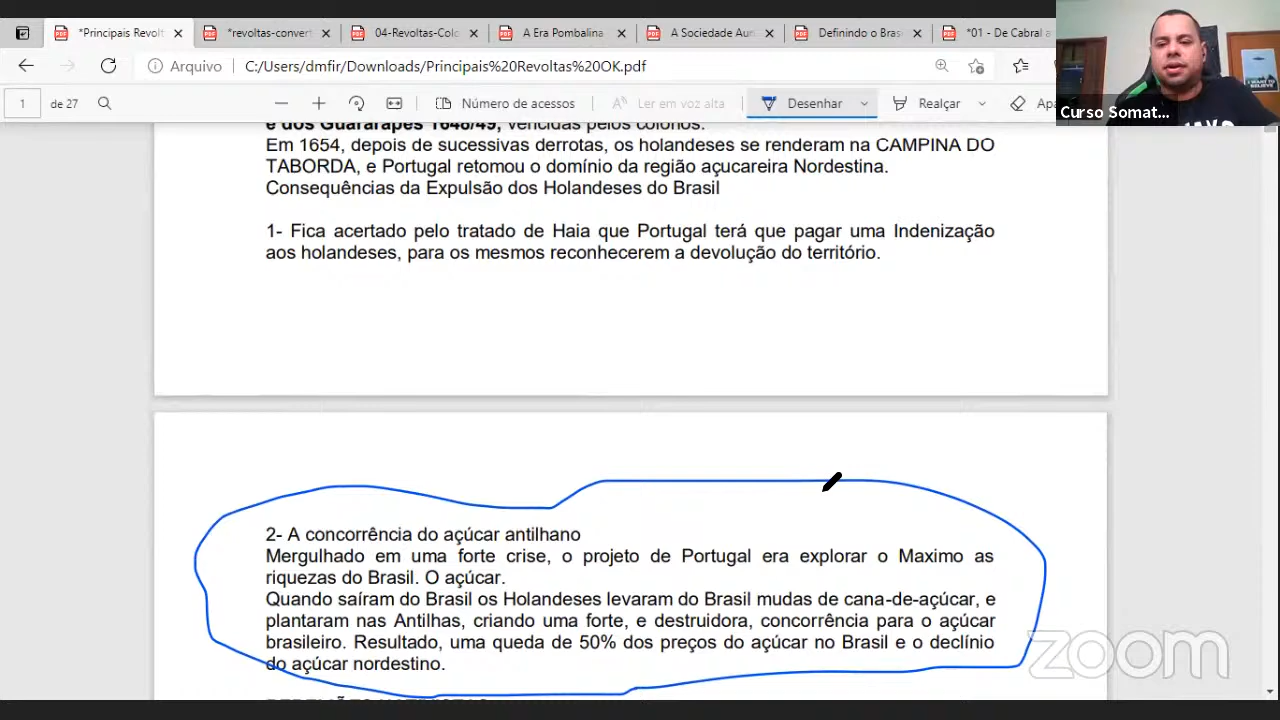 *Principais Revolt
*revoltas-convert
04-Revoltas-Colo
A Era Pombalina
A Sociedade Aur
Definindo o Bras
*01 - De Cabral a
Arquivo
C:/Users/dmfir/Downloads/Principais%20Revoltas%20OK.pdf
1 de 27
Número de acessos
Ler em voz alta
Desenhar
Realçar
Apa
Curso Somat...
I WANT TO BELIEVE
e dos Guararapes 1648/49, vencidas pelos colonos.
Em 1654, depois de sucessivas derrotas, os holandeses se renderam na CAMPINA DO
TABORDA, e Portugal retomou o domínio da região açucareira Nordestina.
Consequências da Expulsão dos Holandeses do Brasil
1- Fica acertado pelo tratado de Haia que Portugal terá que pagar uma Indenização
aos holandeses, para os mesmos reconhecerem a devolução do território.
2- A concorrência do açúcar antilhano
Mergulhado em uma forte crise, o projeto de Portugal era explorar o Maximo as
riquezas do Brasil. O açúcar.
Quando saíram do Brasil os Holandeses levaram do Brasil mudas de cana-de-açúcar, e
plantaram nas Antilhas, criando uma forte, e destruidora, concorrência para o açúcar
brasileiro. Resultado, uma queda de 50% dos preços do açúcar no Brasil e o declínio
do açúcar nordestino.
zoom